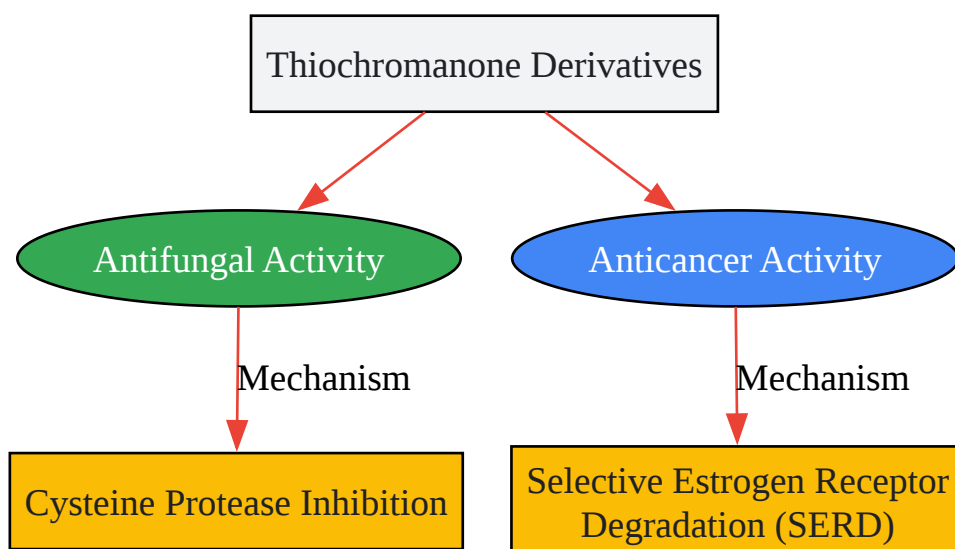 Thiochromanone Derivatives
Antifungal Activity
Anticancer Activity
Mechanism
Mechanism
Cysteine Protease Inhibition
Selective Estrogen Receptor
Degradation (SERD)